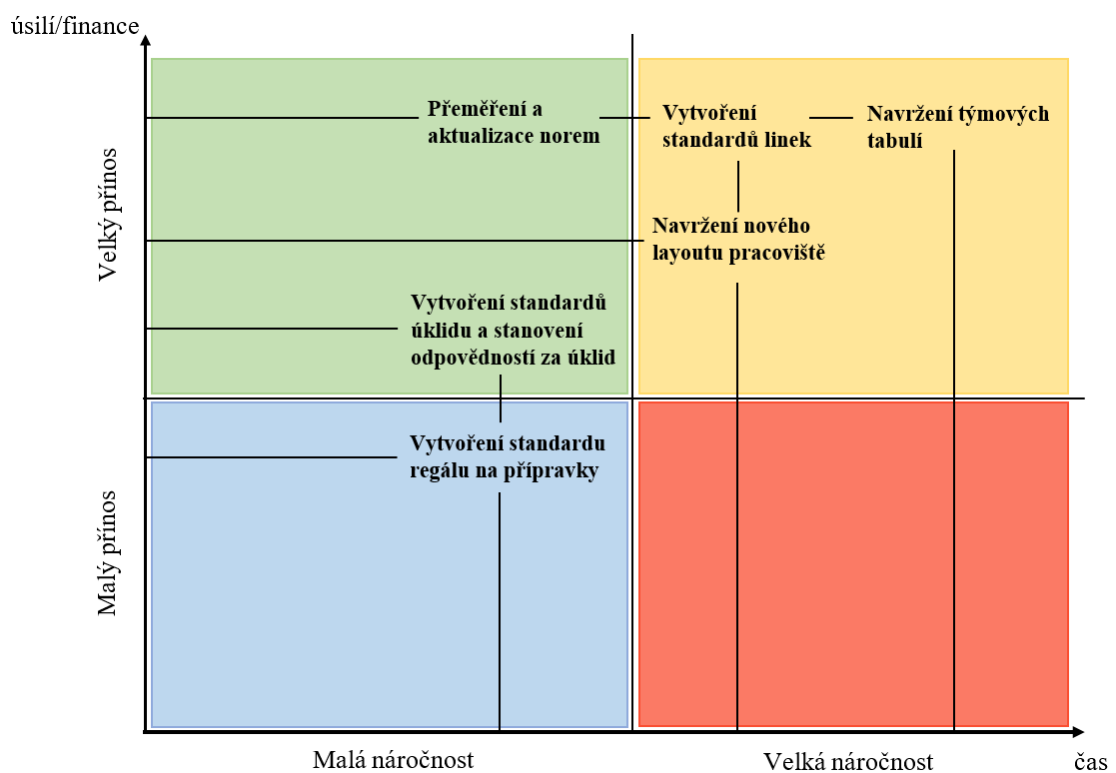 úsilí/finance
Přeměření a
aktualizace norem
Vytvoření
standardů linek
Navržení týmových
tabulí
Velký přínos
Navržení nového
layoutu pracoviště
Vytvoření standardů
úklidu a stanovení
odpovědností za úklid
Vytvoření standardu
regálu na přípravky
Malý přínos
Malá náročnost
Velká náročnost
čas